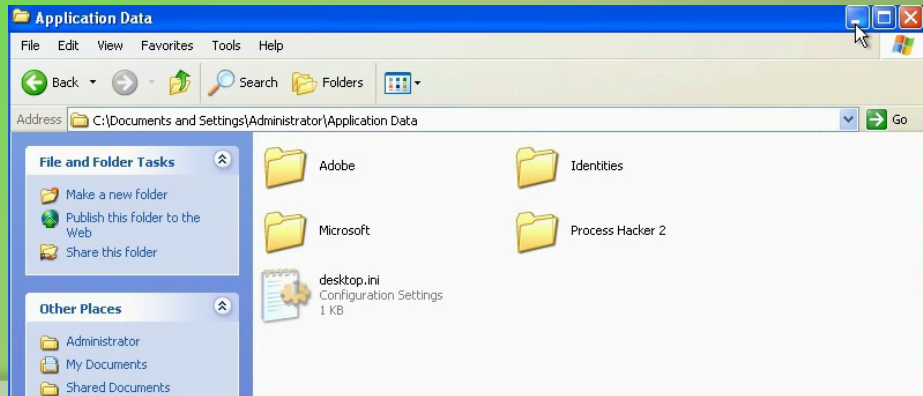 Application Data
File Edit View Favorites Tools Help
Back Search Folders
Address C:\Documents and Settings\Administrator\Application Data Go
File and Folder Tasks
Make a new folder
Publish this folder to the
Web
Share this folder
Other Places
Administrator
My Documents
Shared Documents
Adobe
Identities
Microsoft
Process Hacker 2
desktop.ini
Configuration Settings
1 KB